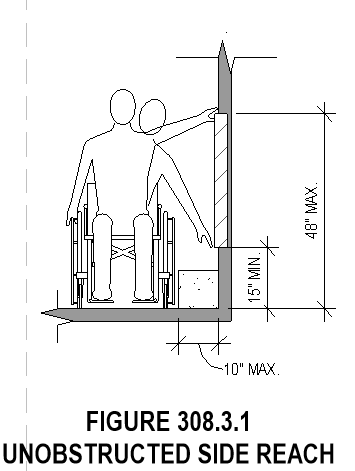 48" MAX.
15" MIN.
10" MAX.
FIGURE 308.3.1
UNOBSTRUCTED SIDE REACH